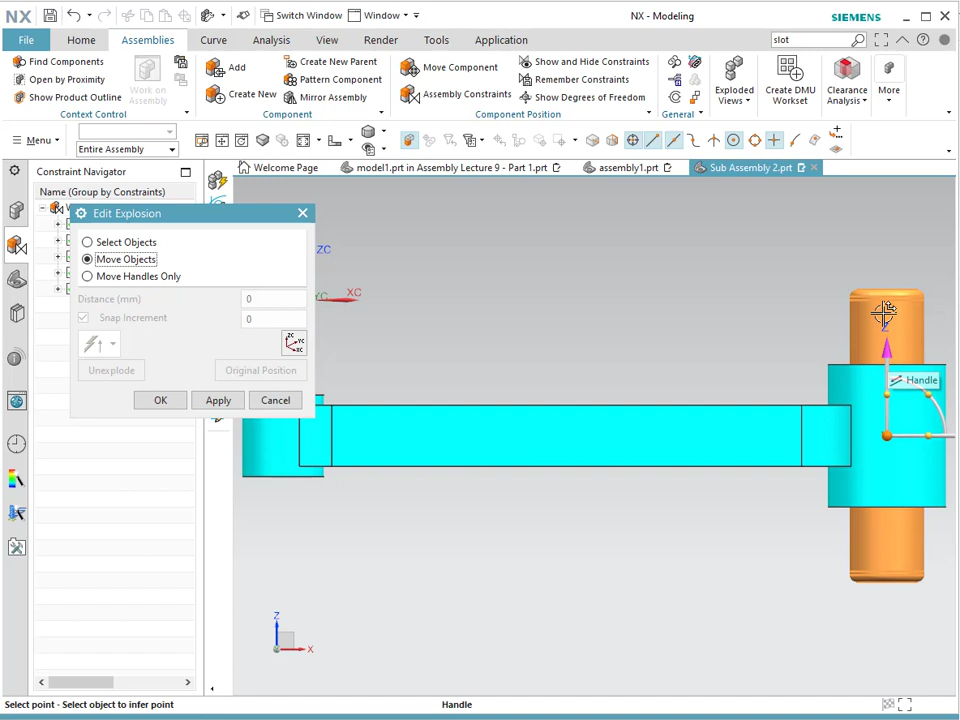 NX
Switch Window
Window
NX - Modeling
SIEMENS
File
Home
Assemblies
Curve
Analysis
View
Render
Tools
Application
slot
Find Components
Open by Proximity
Show Product Outline
Work on
Assembly
Context Control
Add
Create New
Create New Parent
Pattern Component
Mirror Assembly
Component
Move Component
Assembly Constraints
Show and Hide Constraints
Remember Constraints
Show Degrees of Freedom
Component Position
General
Exploded
Views
Create DMU
Workset
Clearance
Analysis
More
Menu
Entire Assembly
Constraint Navigator
Welcome Page
model1.prt in Assembly Lecture 9 - Part 1.prt
assembly1.prt
Sub Assembly 2.prt
Name (Group by Constraints)
Edit Explosion
Select Objects
Move Objects
Move Handles Only
Distance (mm)
0
Snap Increment
0
ZC
YC
XC
Unexplode
Original Position
OK
Apply
Cancel
ZC
YC
XC
Z
Handle
Z
X
Select point - Select object to infer point
Handle